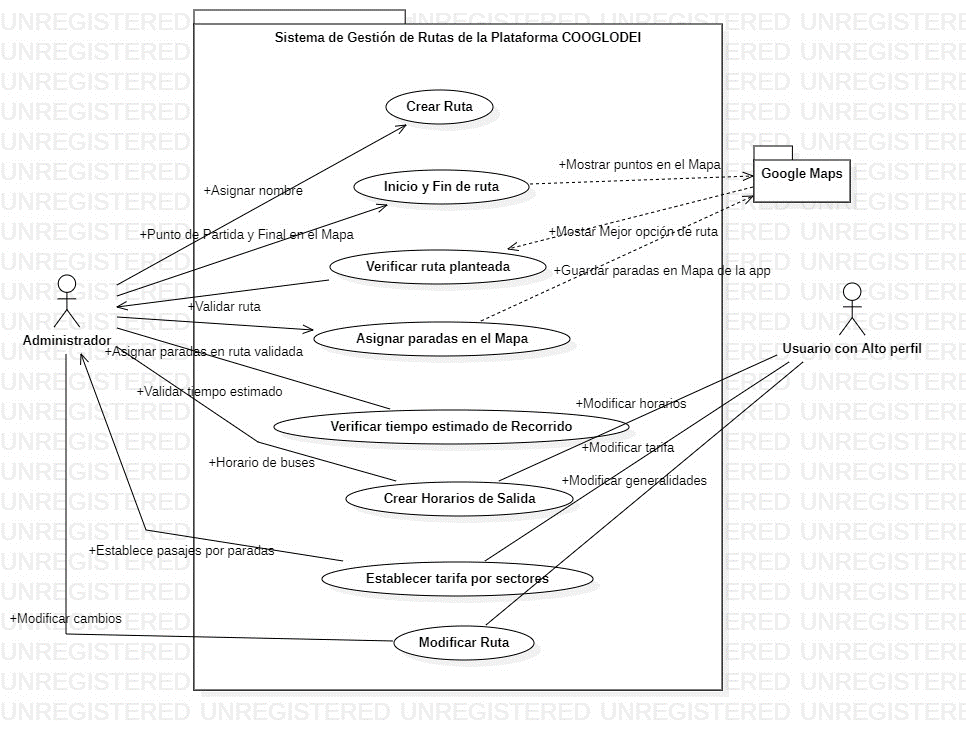 Sistema de Gestión de Rutas de la Plataforma COOGLODEI
Crear Ruta
+Mostrar puntos en el Mapa
Google Maps
+Asignar nombre
Inicio y Fin de ruta
+Punto de Partida y Final en el Mapa
+Mostar Mejor opción de ruta
Verificar ruta planteada
+Guardar paradas en Mapa de la app
+Validar ruta
Administrador
Asignar paradas en el Mapa
Usuario con Alto perfil
+Asignar paradas en ruta validada
+Validar tiempo estimado
+Modificar horarios
Verificar tiempo estimado de Recorrido
+Modificar tarifa
+Horario de buses
+Modificar generalidades
Crear Horarios de Salida
+Establece pasajes por paradas
Establecer tarifa por sectores
+Modificar cambios
Modificar Ruta
UNREGISTERED